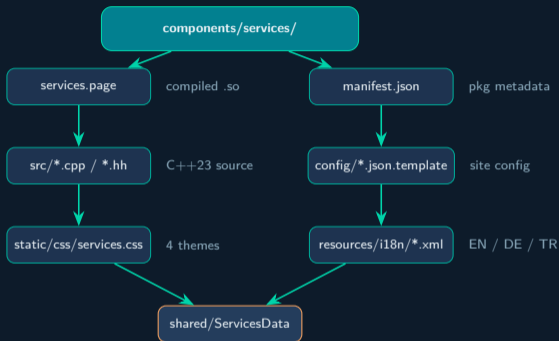 components/services/
services.page
compiled .so
manifest.json
pkg metadata
src/*.cpp / *.hh
C++23 source
config/*.json.template
site config
static/css/services.css
4 themes
resources/i18n/*.xml
EN / DE / TR
shared/ServicesData